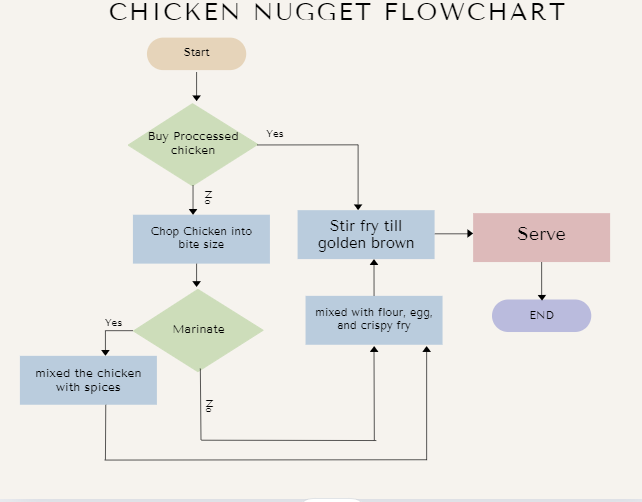 CHICKEN NUGGET FLOWCHART
Start
Buy Proccessed
chicken
Yes
No
Chop Chicken into
bite size
Stir fry till
golden brown
Serve
mixed with flour, egg,
and crispy fry
END
Yes
Marinate
mixed the chicken
with spices
No